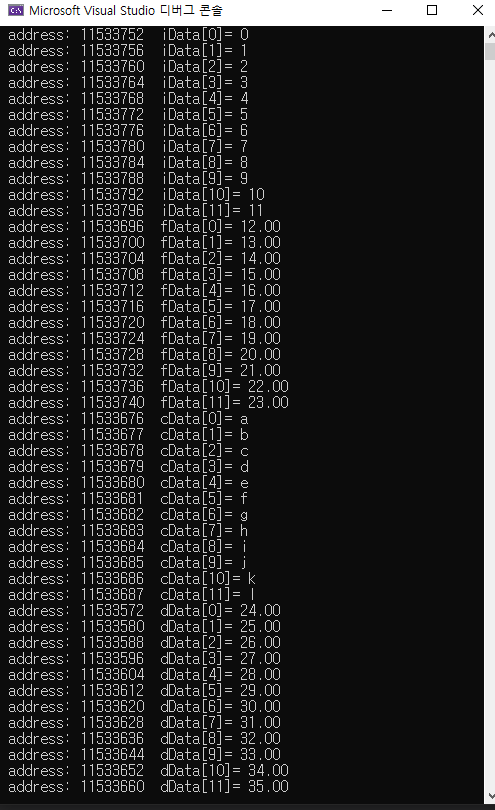 Microsoft Visual Studio 디버그 콘솔
address: 11533752 iData[0]= 0
address: 11533756 iData[1]= 1
address: 11533760 iData[2]= 2
address: 11533764 iData[3]= 3
address: 11533768 iData[4]= 4
address: 11533772 iData[5]= 5
address: 11533776 iData[6]= 6
address: 11533780 iData[7]= 7
address: 11533784 iData[8]= 8
address: 11533788 iData[9]= 9
address: 11533792 iData[10]= 10
address: 11533796 iData[11]= 11
address: 11533696 fData[0]= 12.00
address: 11533700 fData[1]= 13.00
address: 11533704 fData[2]= 14.00
address: 11533708 fData[3]= 15.00
address: 11533712 fData[4]= 16.00
address: 11533716 fData[5]= 17.00
address: 11533720 fData[6]= 18.00
address: 11533724 fData[7]= 19.00
address: 11533728 fData[8]= 20.00
address: 11533732 fData[9]= 21.00
address: 11533736 fData[10]= 22.00
address: 11533740 fData[11]= 23.00
address: 11533676 cData[0]= a
address: 11533677 cData[1]= b
address: 11533678 cData[2]= c
address: 11533679 cData[3]= d
address: 11533680 cData[4]= e
address: 11533681 cData[5]= f
address: 11533682 cData[6]= g
address: 11533683 cData[7]= h
address: 11533684 cData[8]= i
address: 11533685 cData[9]= j
address: 11533686 cData[10]= k
address: 11533687 cData[11]= l
address: 11533572 dData[0]= 24.00
address: 11533580 dData[1]= 25.00
address: 11533588 dData[2]= 26.00
address: 11533596 dData[3]= 27.00
address: 11533604 dData[4]= 28.00
address: 11533612 dData[5]= 29.00
address: 11533620 dData[6]= 30.00
address: 11533628 dData[7]= 31.00
address: 11533636 dData[8]= 32.00
address: 11533644 dData[9]= 33.00
address: 11533652 dData[10]= 34.00
address: 11533660 dData[11]= 35.00